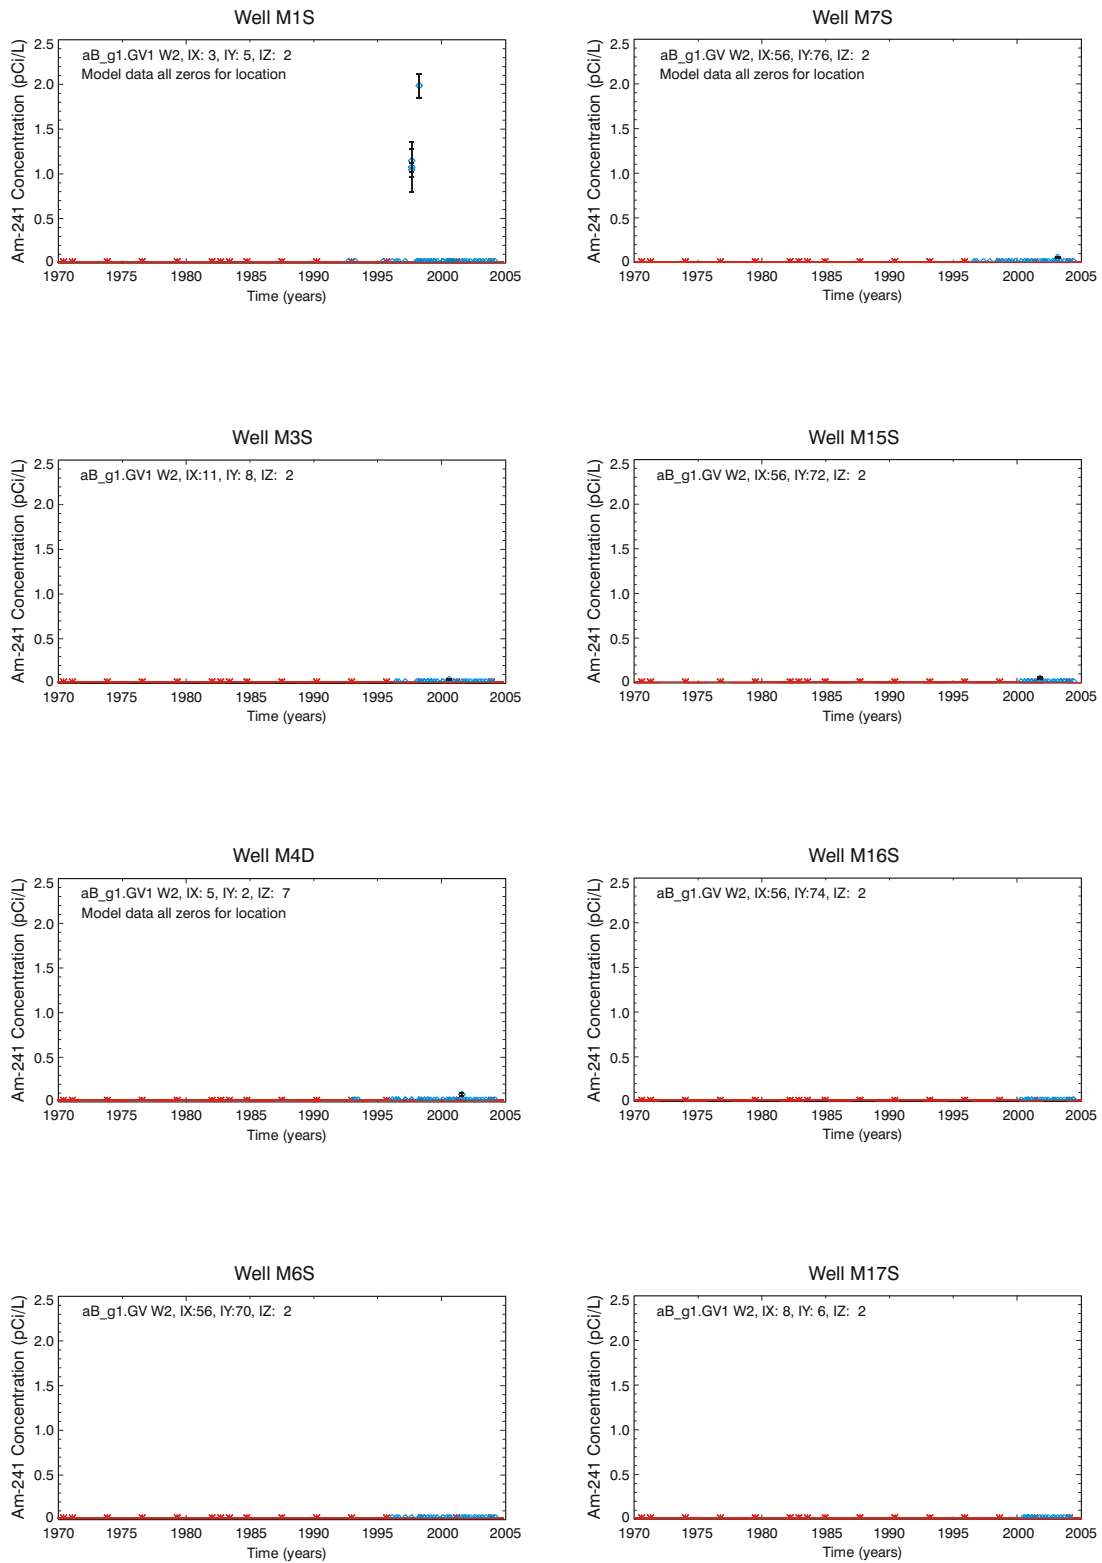 Well M1S
aB_g1.GV1 W2, IX: 3, IY: 5, IZ: 2
Model data all zeros for location
Am-241 Concentration (pCi/L)
2.5
2.0
1.5
1.0
0.5
0
1970 1975 1980 1985 1990 1995 2000 2005
Time (years)
Well M7S
aB_g1.GV W2, IX:56, IY:76, IZ: 2
Model data all zeros for location
Am-241 Concentration (pCi/L)
2.5
2.0
1.5
1.0
0.5
0
1970 1975 1980 1985 1990 1995 2000 2005
Time (years)
Well M3S
aB_g1.GV1 W2, IX:11, IY: 8, IZ: 2
Am-241 Concentration (pCi/L)
2.5
2.0
1.5
1.0
0.5
0
1970 1975 1980 1985 1990 1995 2000 2005
Time (years)
Well M15S
aB_g1.GV W2, IX:56, IY:72, IZ: 2
Am-241 Concentration (pCi/L)
2.5
2.0
1.5
1.0
0.5
0
1970 1975 1980 1985 1990 1995 2000 2005
Time (years)
Well M4D
aB_g1.GV1 W2, IX: 5, IY: 2, IZ: 7
Model data all zeros for location
Am-241 Concentration (pCi/L)
2.5
2.0
1.5
1.0
0.5
0
1970 1975 1980 1985 1990 1995 2000 2005
Time (years)
Well M16S
aB_g1.GV W2, IX:56, IY:74, IZ: 2
Am-241 Concentration (pCi/L)
2.5
2.0
1.5
1.0
0.5
0
1970 1975 1980 1985 1990 1995 2000 2005
Time (years)
Well M6S
aB_g1.GV W2, IX:56, IY:70, IZ: 2
Am-241 Concentration (pCi/L)
2.5
2.0
1.5
1.0
0.5
0
1970 1975 1980 1985 1990 1995 2000 2005
Time (years)
Well M17S
aB_g1.GV1 W2, IX: 8, IY: 6, IZ: 2
Am-241 Concentration (pCi/L)
2.5
2.0
1.5
1.0
0.5
0
1970 1975 1980 1985 1990 1995 2000 2005
Time (years)